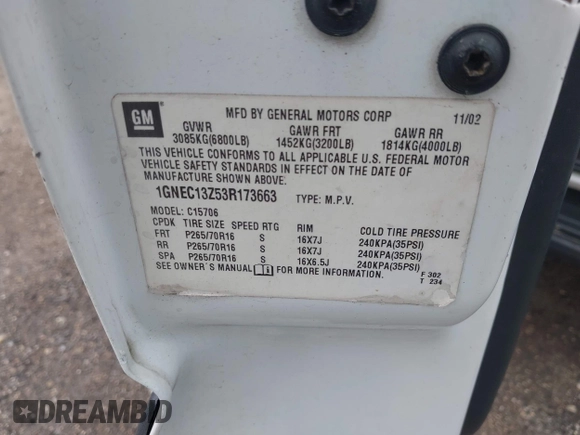 GM
MFD BY GENERAL MOTORS CORP 11/02
GVWR GAWR FRT GAWR RR
3085KG(6800LB) 1452KG(3200LB) 1814KG(4000LB)
THIS VEHICLE CONFORMS TO ALL APPLICABLE U.S. FEDERAL MOTOR
VEHICLE SAFETY STANDARDS IN EFFECT ON THE DATE OF
MANUFACTURE SHOWN ABOVE.
1GNEC13Z53R173663 TYPE: M.P.V.
MODEL: C15706
CPDK TIRE SIZE SPEED RTG RIM COLD TIRE PRESSURE
FRT P265/70R16 S 16X7J 240KPA(35PSI)
RR P265/70R16 S 16X7J 240KPA(35PSI)
SPA P265/70R16 S 16X6.5J 240KPA(35PSI)
SEE OWNER'S MANUAL FOR MORE INFORMATION.
F 302
T 234
DREAMBID